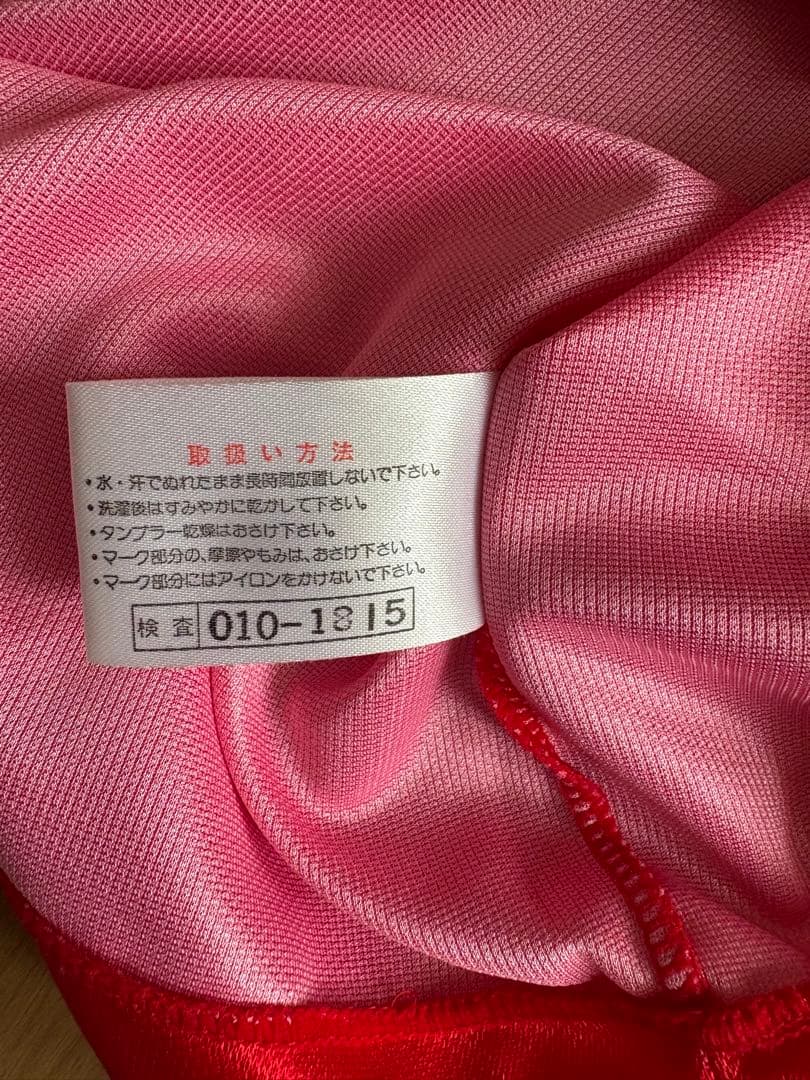 取扱い方法
・水・汗でぬれたまま長時間放置しないで下さい。
・洗濯後はすみやかに乾かして下さい。
・タンブラー乾燥はおさけ下さい。
・マーク部分の、摩擦やもみは、おさけ下さい。
・マーク部分にはアイロンをかけないで下さい。
検査 010-1815